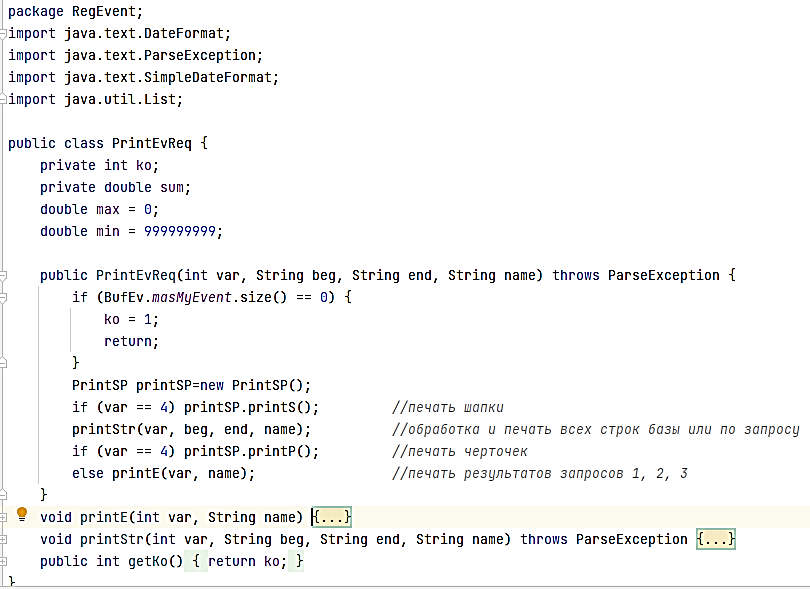 package RegEvent;
import java.text.DateFormat;
import java.text.ParseException;
import java.text.SimpleDateFormat;
import java.util.List;
public class PrintEvReq {
private int ko;
private double sum;
double max = 0;
double min = 999999999;
public PrintEvReq(int var, String beg, String end, String name) throws ParseException {
if (BufEv.masMyEvent.size() == 0) {
ko = 1;
return;
}
PrintSP printSP=new PrintSP();
if (var == 4) printSP.printS(); //печать шапки
printStr(var, beg, end, name); //обработка и печать всех строк базы или по запросу
if (var == 4) printSP.printP(); //печать черточек
else printE(var, name); //печать результатов запросов 1, 2, 3
}
void printE(int var, String name) {...}
void printStr(int var, String beg, String end, String name) throws ParseException {...}
public int getKo() { return ko; }
}